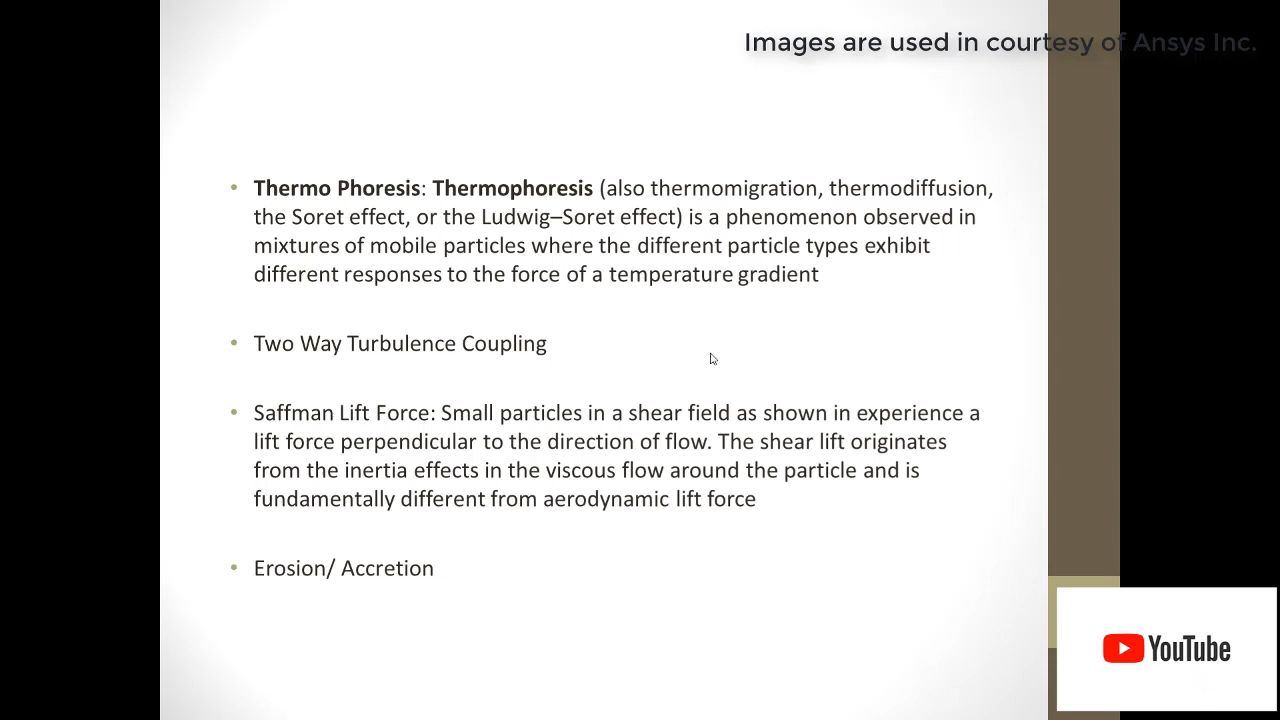 Images are used in courtesy of Ansys Inc.
• Thermo Phoresis: Thermophoresis (also thermomigration, thermodiffusion,
the Soret effect, or the Ludwig–Soret effect) is a phenomenon observed in
mixtures of mobile particles where the different particle types exhibit
different responses to the force of a temperature gradient
• Two Way Turbulence Coupling
• Saffman Lift Force: Small particles in a shear field as shown in experience a
lift force perpendicular to the direction of flow. The shear lift originates
from the inertia effects in the viscous flow around the particle and is
fundamentally different from aerodynamic lift force
• Erosion/ Accretion
YouTube